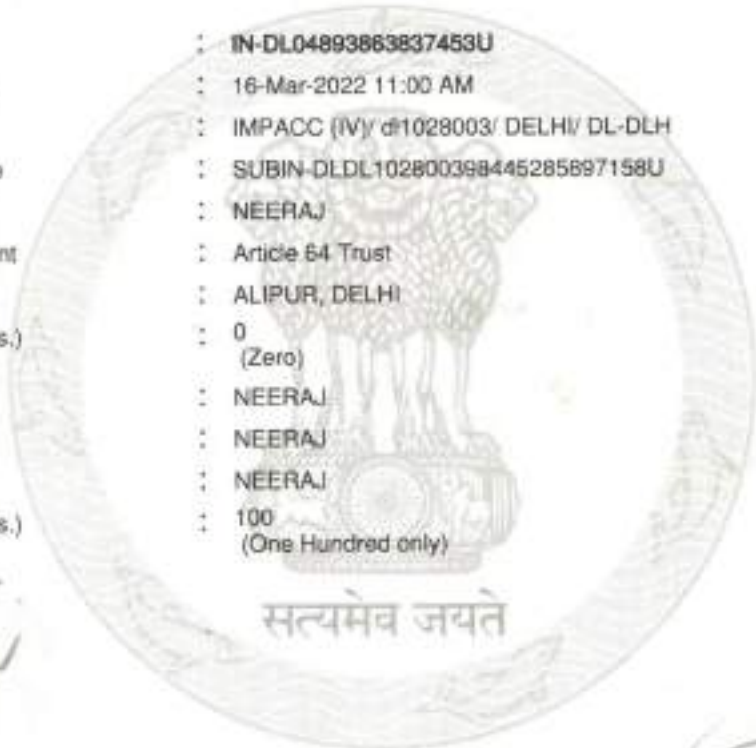 : IN-DL04893863837453U
: 16-Mar-2022 11:00 AM
: IMPACC (IV)/ dl1028003/ DELHI/ DL-DLH
: SUBIN-DLDL102800398445285897158U
: NEERAJ
nt : Article 64 Trust
: ALIPUR, DELHI
s.) : 0
(Zero)
: NEERAJ
: NEERAJ
: NEERAJ
s.) : 100
(One Hundred only)
सत्यमेव जयते